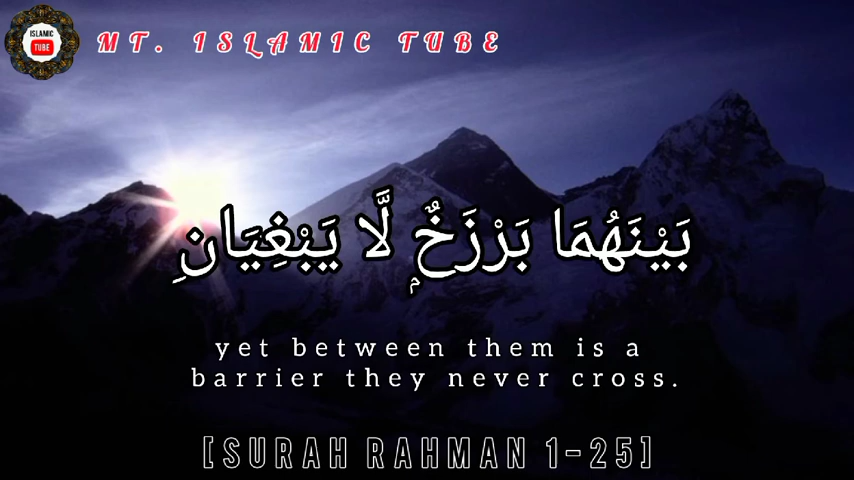 ISLAMIC
TUBE
MT. ISLAMIC TUBE
بَيْنَهُمَا بَرْزَخٌۭ لَّا يَبْغِيَانِ
yet between them is a
barrier they never cross.
[SURAH RAHMAN 1-25]